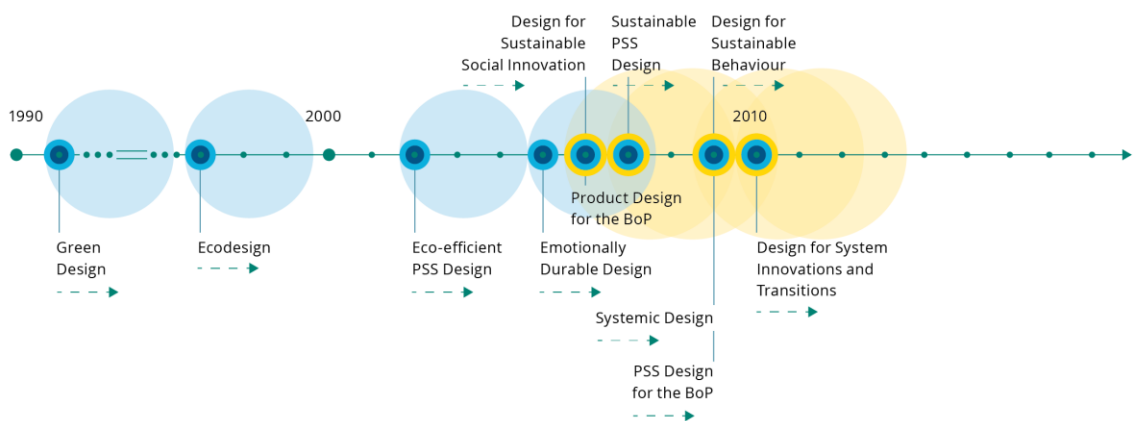 Design for
Sustainable
Social Innovation
Sustainable
PSS
Design
Design for
Sustainable
Behaviour
1990
2000
2010
Product Design
for the BoP
Green
Design
Ecodesign
Eco-efficient
PSS Design
Emotionally
Durable Design
Design for System
Innovations and
Transitions
Systemic Design
PSS Design
for the BoP